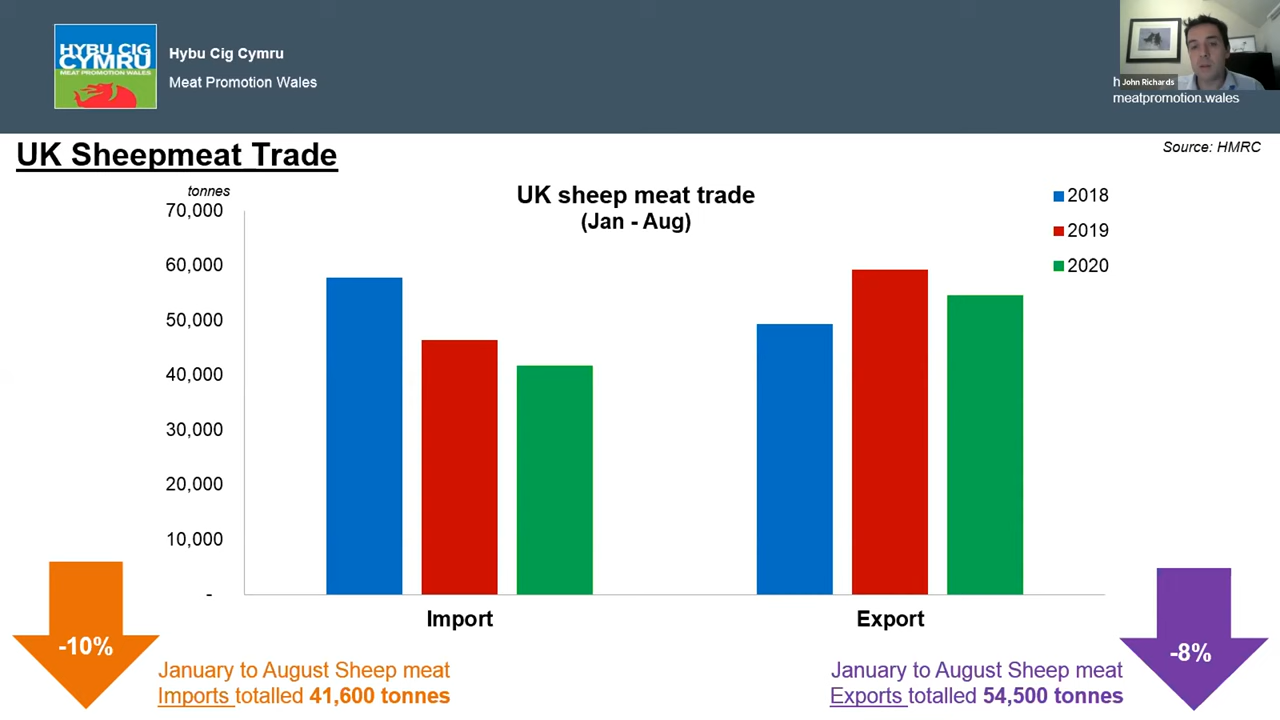 HYBU CIG
CYMRU
MEAT PROMOTION WALES
Hybu Cig Cymru
Meat Promotion Wales
John Richards
meatpromotion.wales
UK Sheepmeat Trade
Source: HMRC
tonnes
UK sheep meat trade
(Jan - Aug)
2018
2019
2020
70,000
60,000
50,000
40,000
30,000
20,000
10,000
-
Import
Export
-10%
January to August Sheep meat
Imports totalled 41,600 tonnes
January to August Sheep meat
Exports totalled 54,500 tonnes
-8%